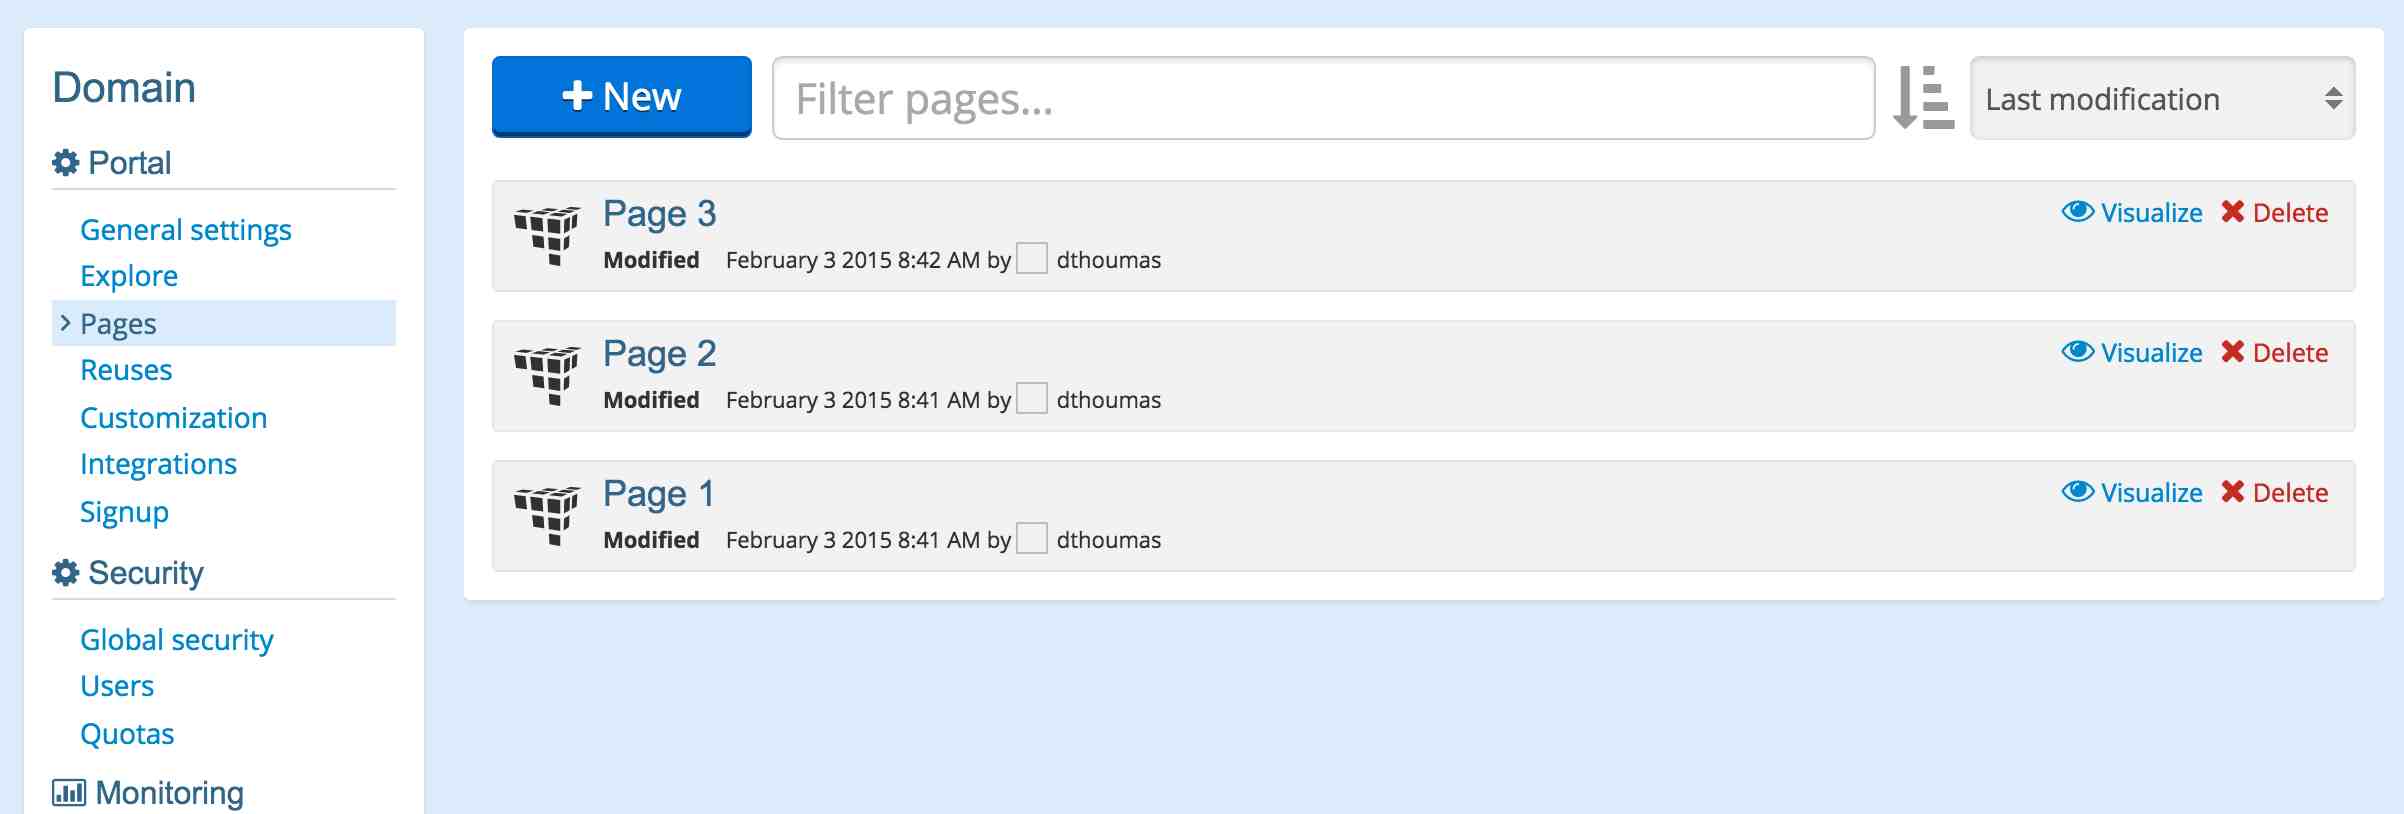 Domain
Portal
General settings
Explore
Pages
Reuses
Customization
Integrations
Signup
Security
Global security
Users
Quotas
Monitoring
New
Filter pages...
Last modification
Page 3
Visualize Delete
Modified February 3 2015 8:42 AM by dthoumas
Page 2
Visualize Delete
Modified February 3 2015 8:41 AM by dthoumas
Page 1
Visualize Delete
Modified February 3 2015 8:41 AM by dthoumas